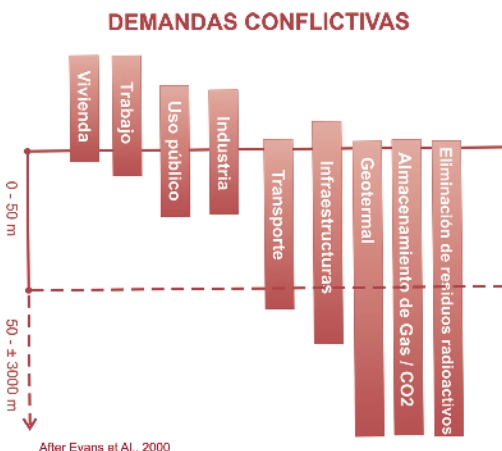 DEMANDAS CONFLICTIVAS
Vivienda
Trabajo
Uso público
Industria
Transporte
Infraestructuras
Geotermal
Almacenamiento de Gas / CO2
Eliminación de residuos radioactivos
0 - 50 m
50 - ± 3000 m
After Evans et Al., 2000